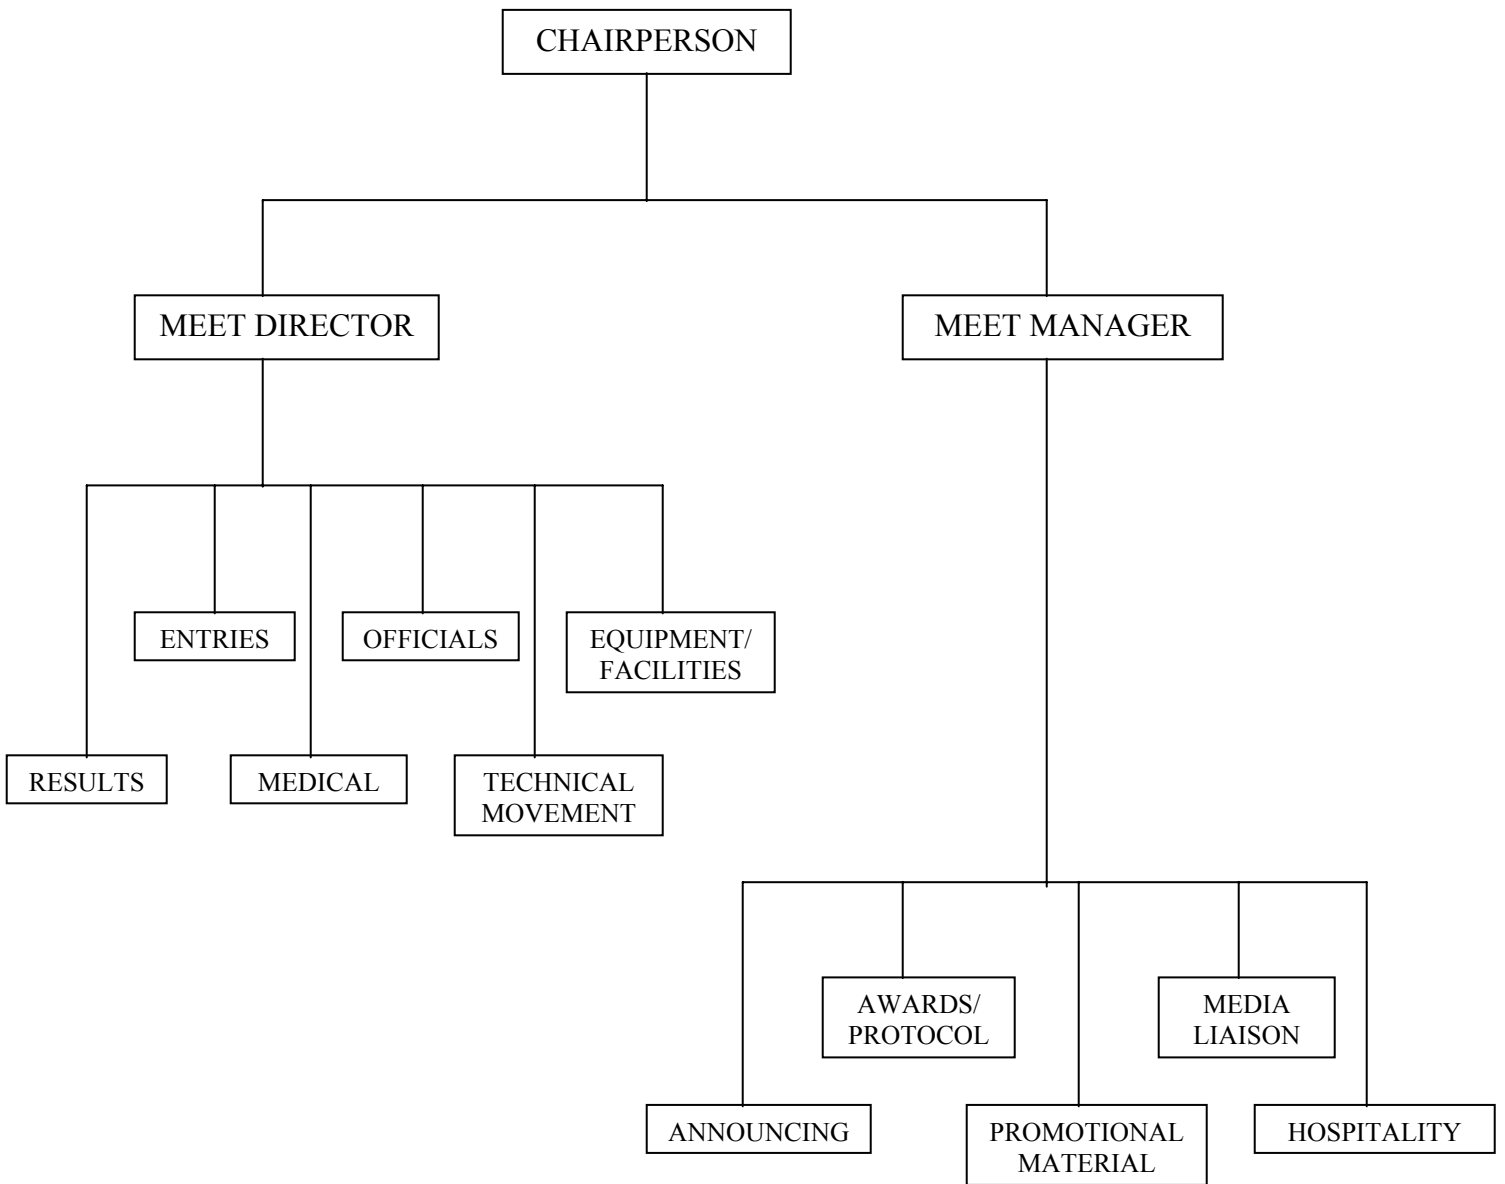 CHAIRPERSON
MEET DIRECTOR
MEET MANAGER
ENTRIES
OFFICIALS
EQUIPMENT/
FACILITIES
RESULTS
MEDICAL
TECHNICAL
MOVEMENT
AWARDS/
PROTOCOL
MEDIA
LIAISON
ANNOUNCING
PROMOTIONAL
MATERIAL
HOSPITALITY